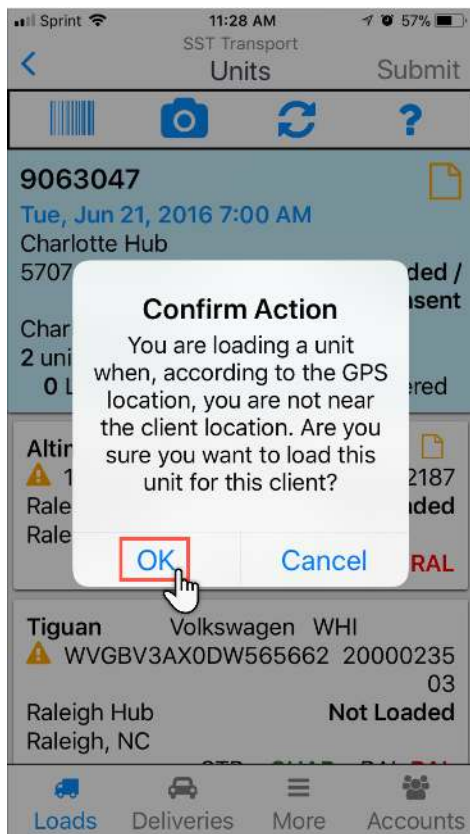 Sprint 11:28 AM 57%
SST Transport
Units Submit
?
9063047
Tue, Jun 21, 2016 7:00 AM
Charlotte Hub
5707 ded /
sent
Char
2 uni
0 L ered
Confirm Action
You are loading a unit
when, according to the GPS
location, you are not near
the client location. Are you
sure you want to load this
unit for this client?
OK Cancel
Altin
1 2187
Rale ded
Rale
RAL
Tiguan Volkswagen WHI
WVGBV3AX0DW565662 20000235
03
Raleigh Hub Not Loaded
Raleigh, NC
Loads Deliveries More Accounts